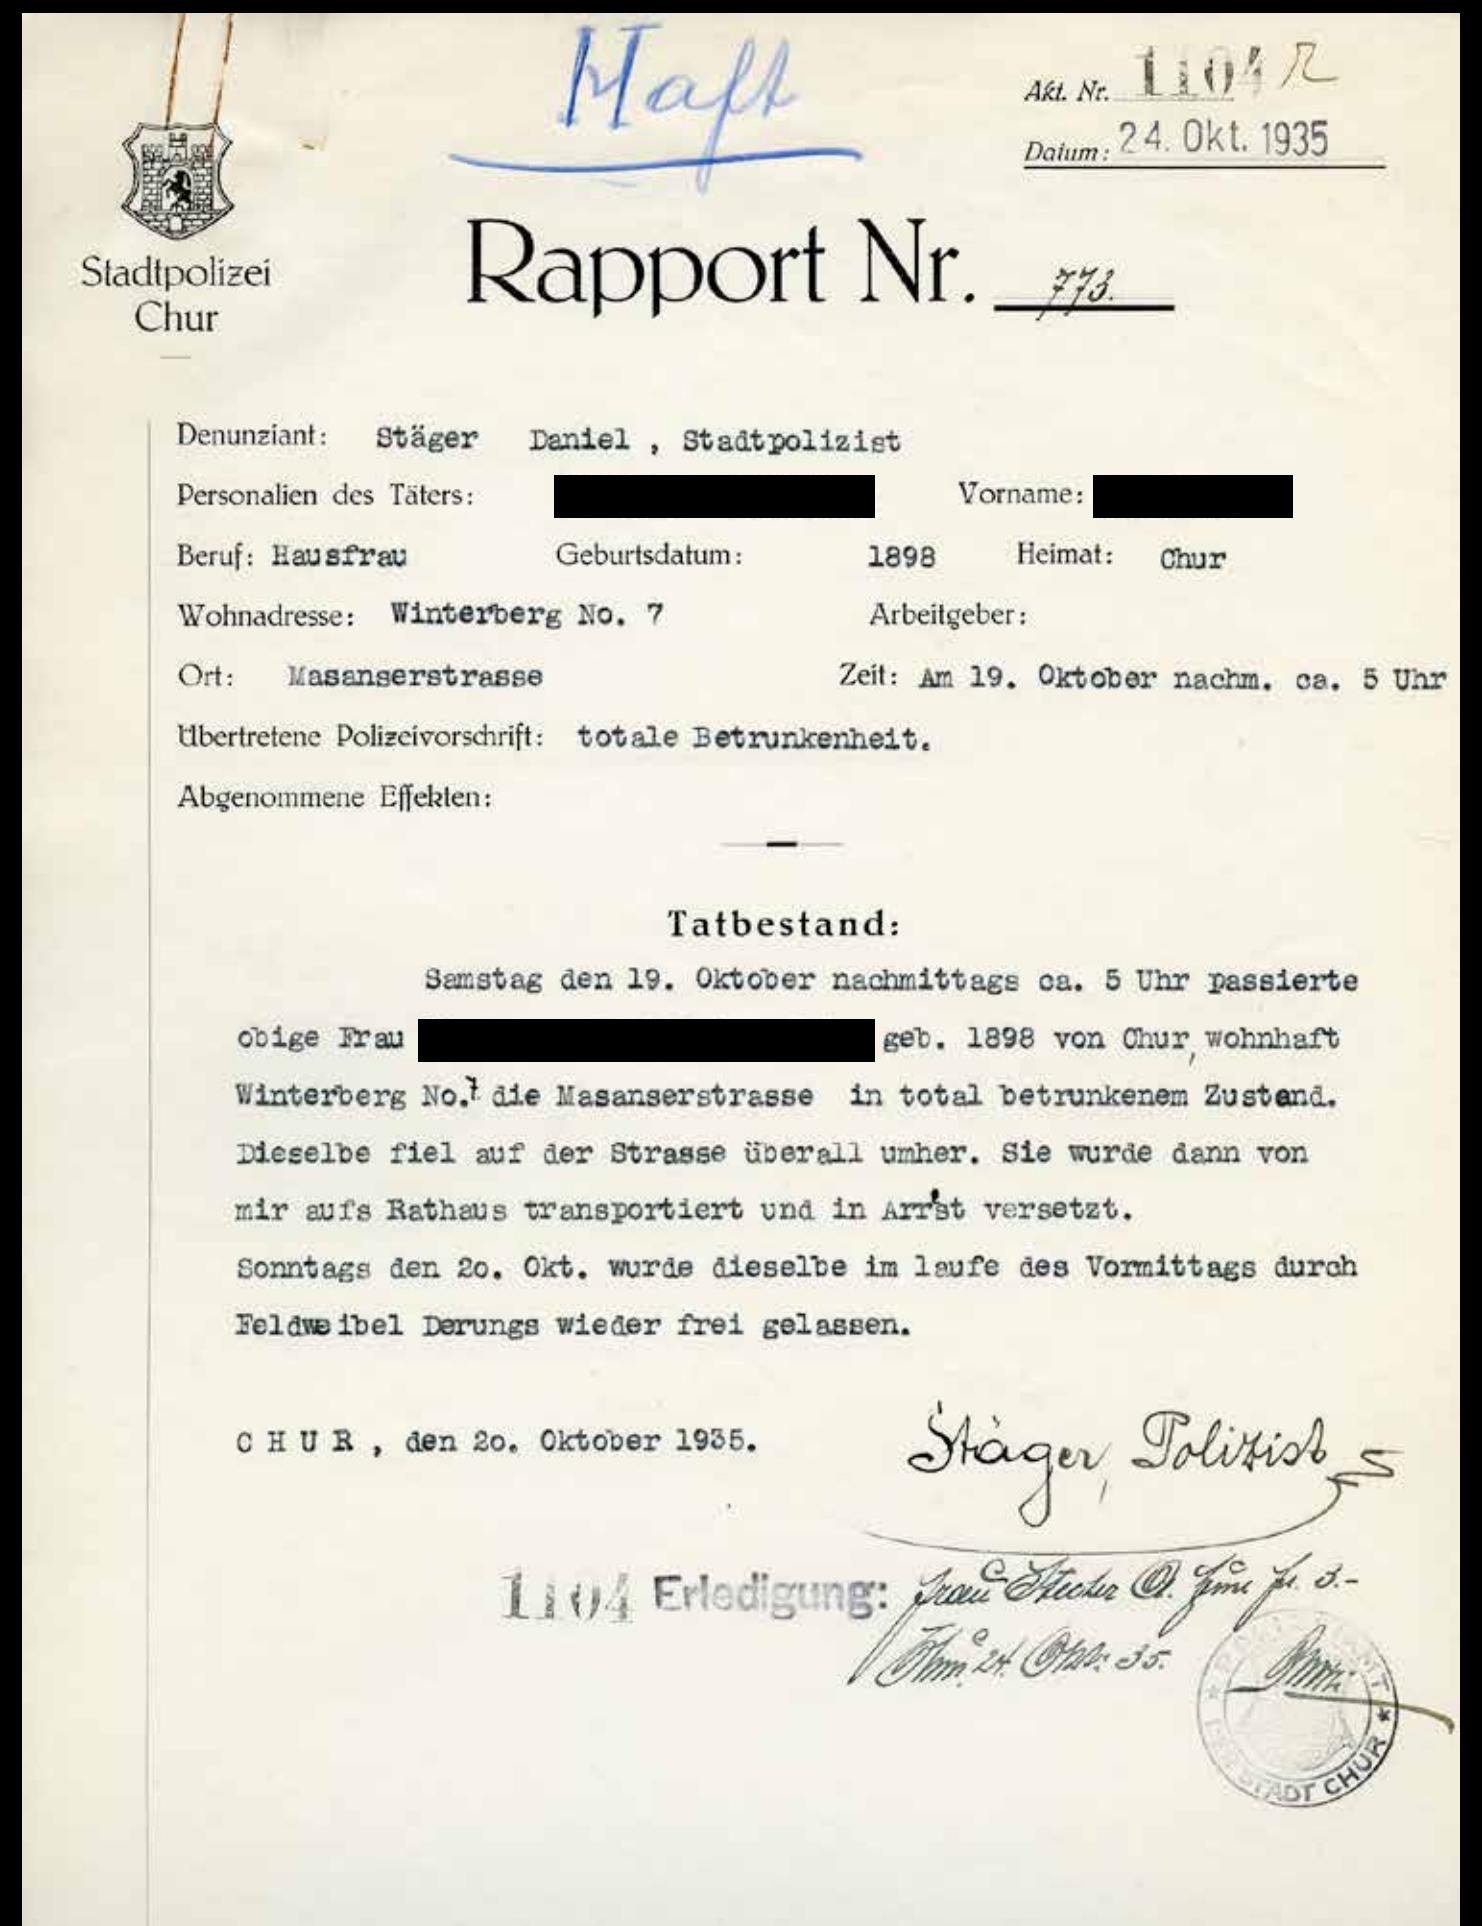 Haft
Akt. Nr. 1104
Datum: 24. Okt. 1935
Stadtpolizei
Chur
Rapport Nr. 773.
Denunziant: Stäger Daniel , Stadtpolizist
Personalien des Täters: Vorname:
Beruf: Hausfrau Geburtsdatum: 1898 Heimat: Chur
Wohnadresse: Winterberg No. 7 Arbeitgeber:
Ort: Masanserstrasse Zeit: Am 19. Oktober nachm. ca. 5 Uhr
Übertretene Polizeivorschrift: totale Betrunkenheit.
Abgenommene Effekten:
Tatbestand:
Samstag den 19. Oktober nachmittags ca. 5 Uhr passierte
obige Frau geb. 1898 von Chur, wohnhaft
Winterberg No.7 die Masanserstrasse in total betrunkenem Zustand.
Dieselbe fiel auf der Strasse überall umher. Sie wurde dann von
mir aufs Rathaus transportiert und in Arrest versetzt.
Sonntags den 20. Okt. wurde dieselbe im laufe des Vormittags durch
Feldweibel Derungs wieder frei gelassen.
CHUR, den 20. Oktober 1935.
Stäger, Polizist
1104 Erledigung: Frau fr. 3.-
24. Okt. 35.
STADT CHUR